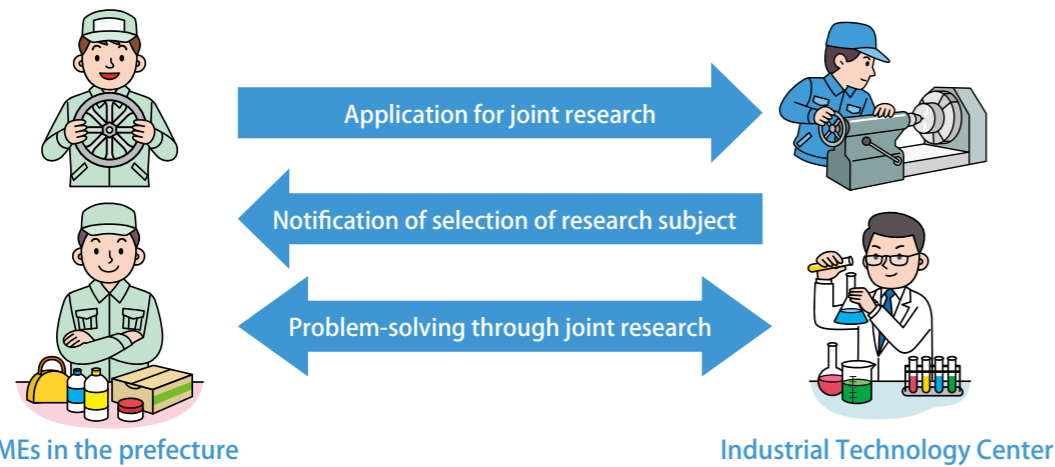 Application for joint research
Notification of selection of research subject
Problem-solving through joint research
MEs in the prefecture
Industrial Technology Center